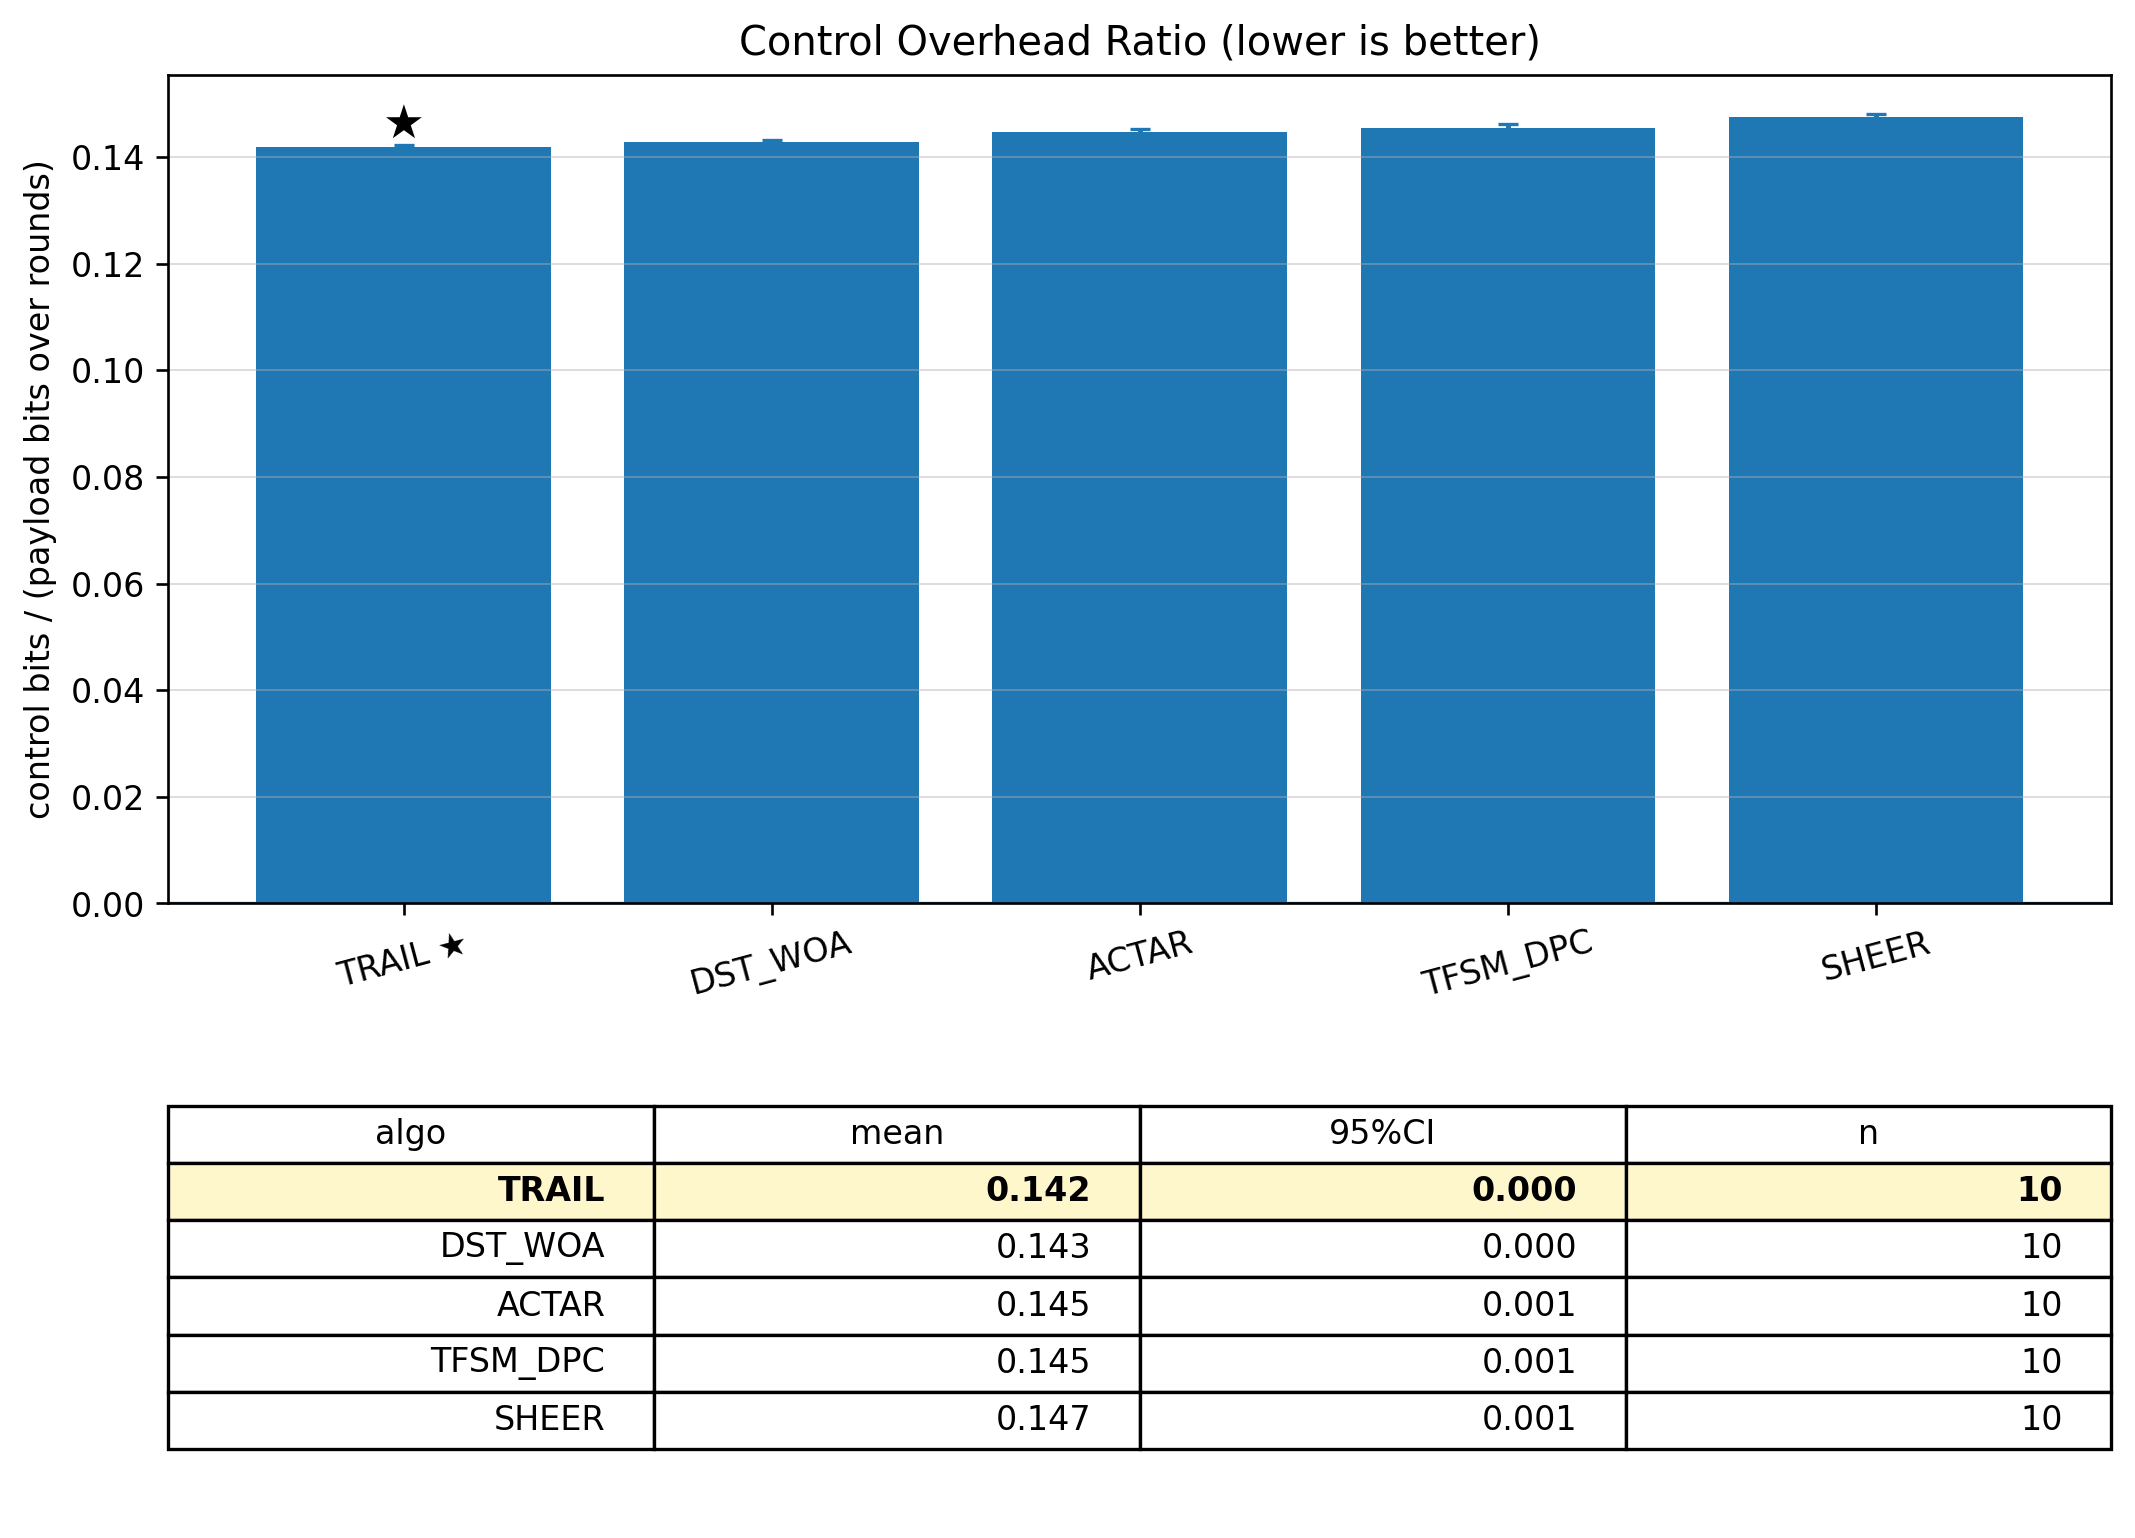 Control Overhead Ratio (lower is better)
control bits / (payload bits over rounds)
0.14
0.12
0.10
0.08
0.06
0.04
0.02
0.00
★
TRAIL ★
DST_WOA
ACTAR
TFSM_DPC
SHEER
algo mean 95%CI n
TRAIL 0.142 0.000 10
DST_WOA 0.143 0.000 10
ACTAR 0.145 0.001 10
TFSM_DPC 0.145 0.001 10
SHEER 0.147 0.001 10